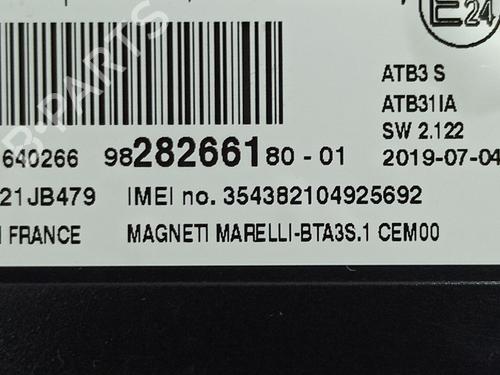 E 24
ATB3 S
ATB31IA
SW 2.122
640266 9828266180-01 2019-07-04
21JB479 IMEI no. 354382104925692
FRANCE MAGNETI MARELLI-BTA3S.1 CEM00
B-PARTS